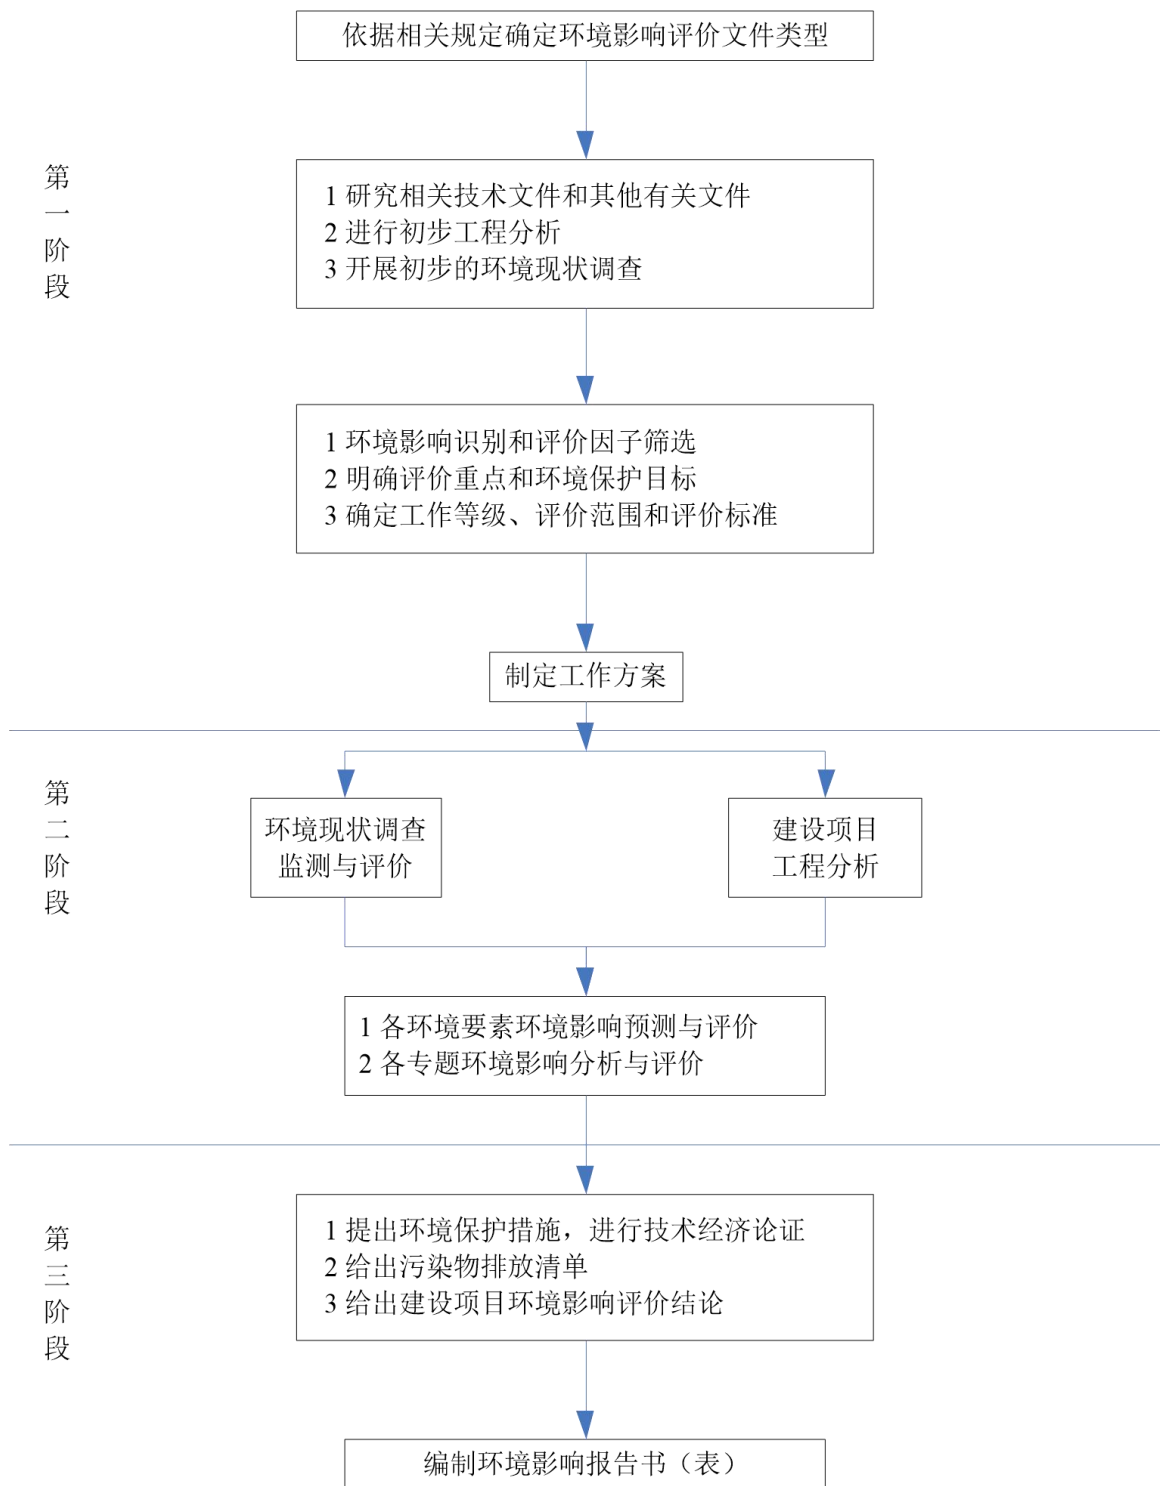 依据相关规定确定环境影响评价文件类型
第一阶段
1 研究相关技术文件和其他有关文件
2 进行初步工程分析
3 开展初步的环境现状调查
1 环境影响识别和评价因子筛选
2 明确评价重点和环境保护目标
3 确定工作等级、评价范围和评价标准
制定工作方案
第二阶段
环境现状调查
监测与评价
建设项目
工程分析
1 各环境要素环境影响预测与评价
2 各专题环境影响分析与评价
第三阶段
1 提出环境保护措施，进行技术经济论证
2 给出污染物排放清单
3 给出建设项目环境影响评价结论
编制环境影响报告书（表）